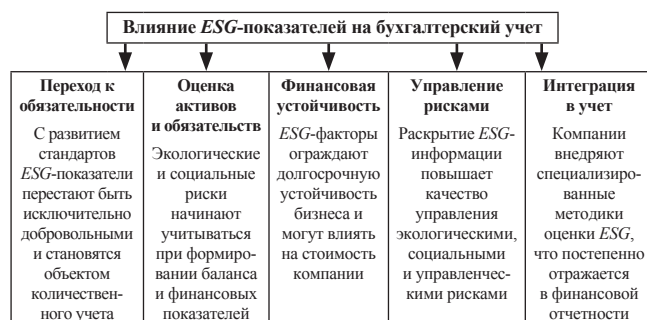 Влияние ESG-показателей на бухгалтерский учет
Переход к
обязательности
С развитием
стандартов
ESG-показатели
перестают быть
исключительно
добровольными
и становятся
объектом
количествен-
ного учета
Оценка
активов
и обязательств
Экологические
и социальные
риски
начинают
учитываться
при формиро-
вании баланса
и финансовых
показателей
Финансовая
устойчивость
ESG-факторы
ограждают
долгосрочную
устойчивость
бизнеса и
могут влиять
на стоимость
компании
Управление
рисками
Раскрытие ESG-
информации
повышает
качество
управления
экологическими,
социальными
и управленчес-
кими рисками
Интеграция
в учет
Компании
внедряют
специализиро-
ванные
методики
оценки ESG,
что постепенно
отражается
в финансовой
отчетности